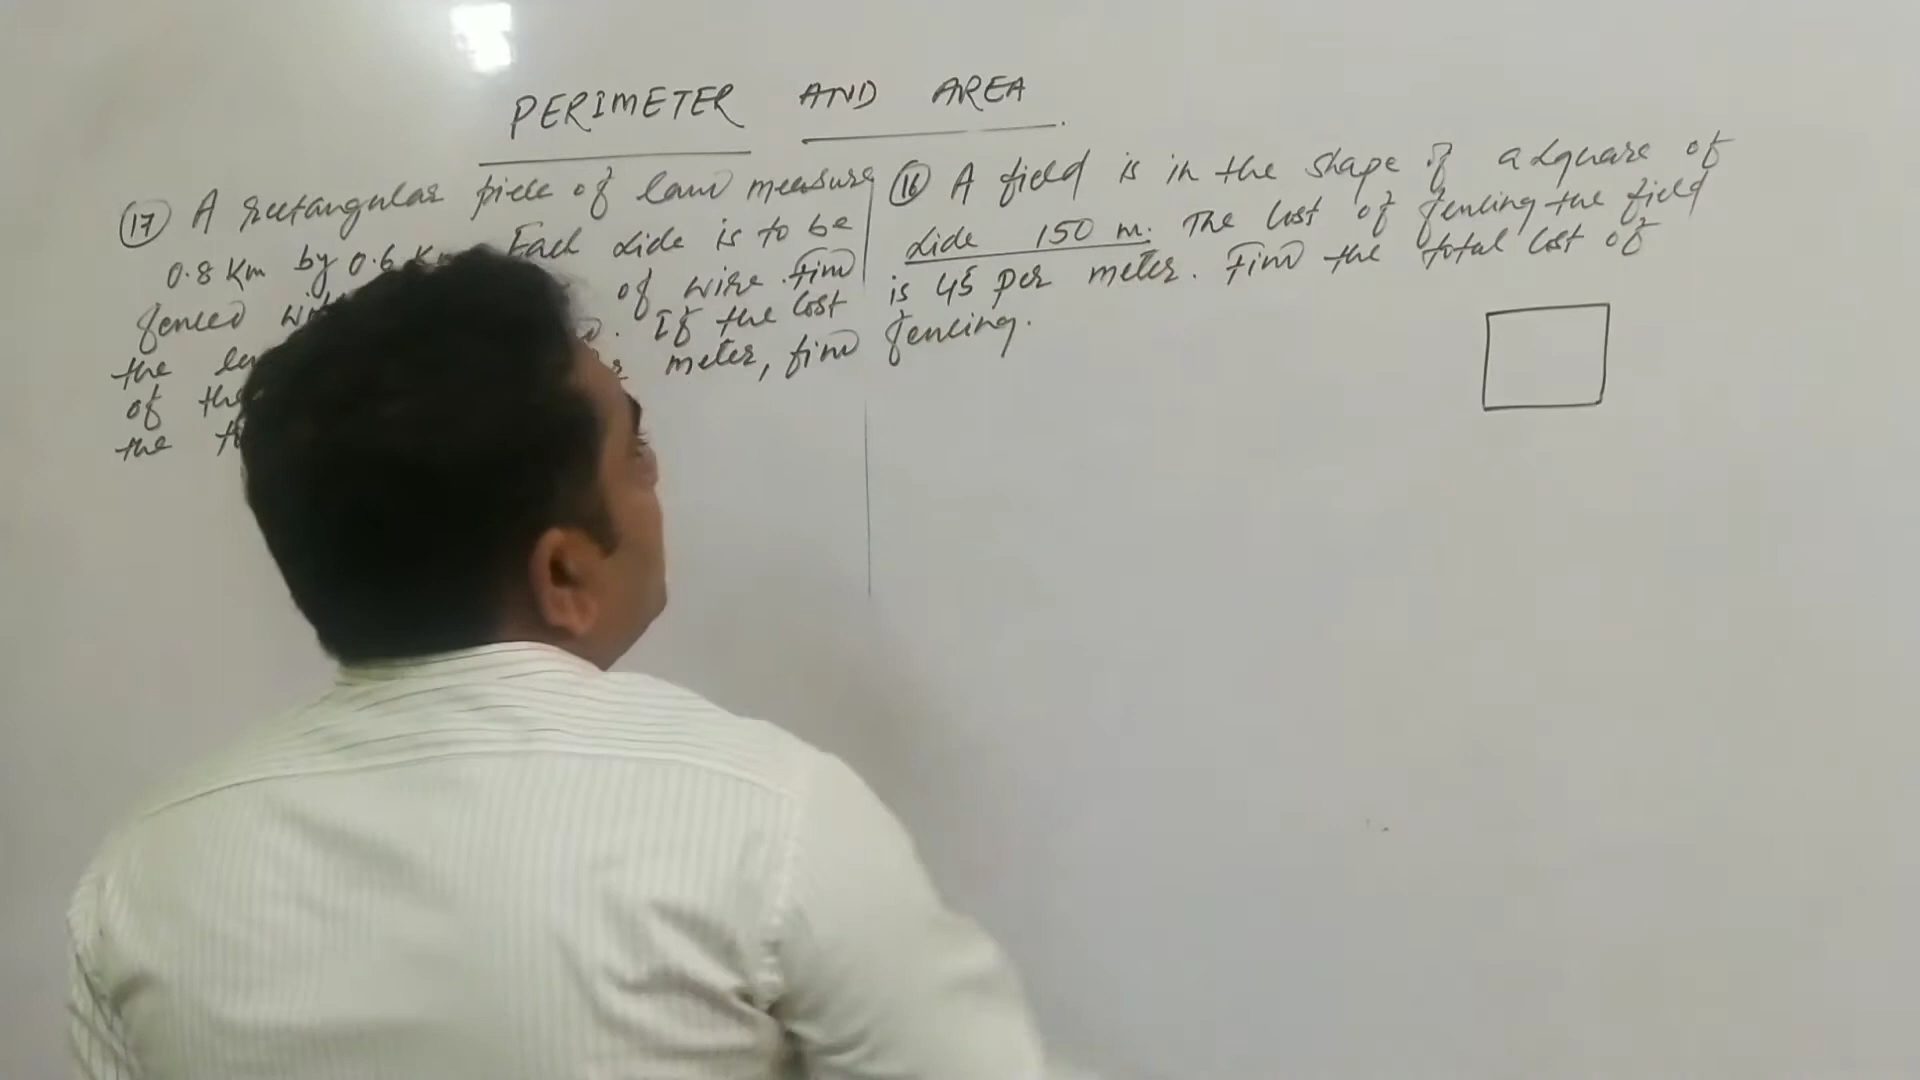 PERIMETER AND AREA
(17) A rectangular piece of land measure
0.8 Km by 0.6 Each side is to be
fenced of wire. Find
the
of the If the cost
the meter, find
(16) A field is in the shape of a square of
side 150 m. The cost of fencing the field
is 45 per meter. Find the total cost of
fencing.